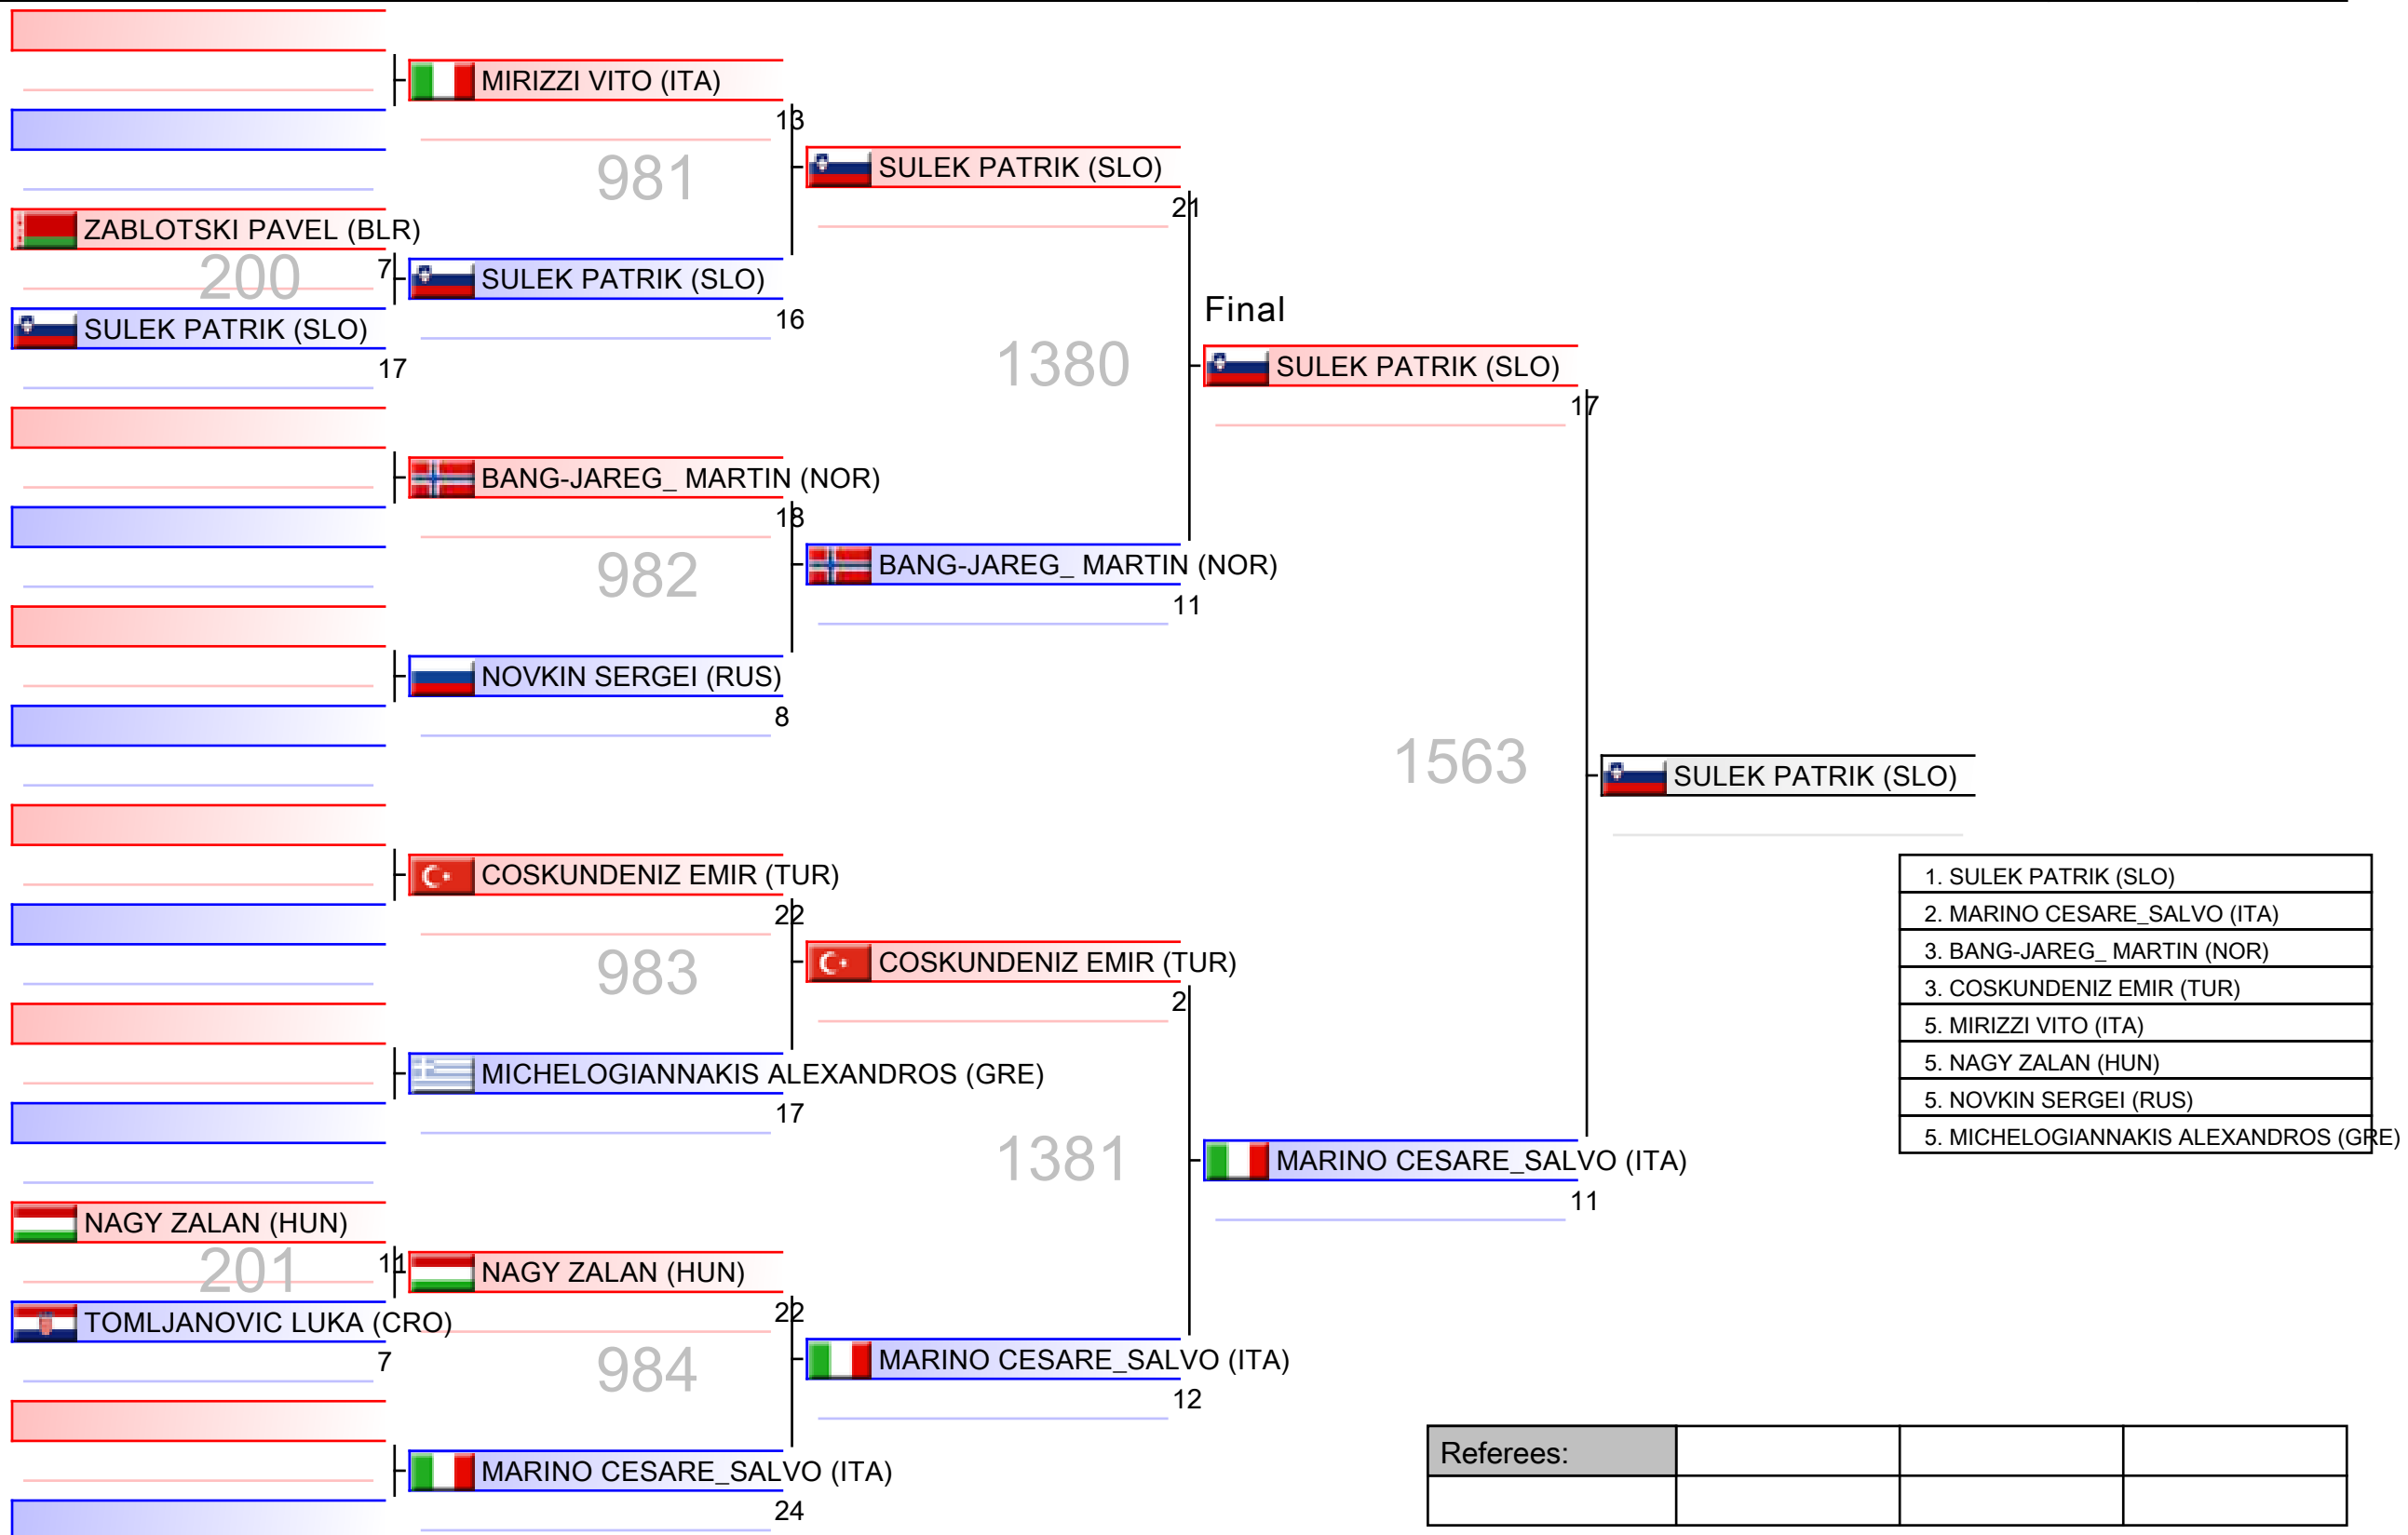 MIRIZZI VITO (ITA)
13
981
SULEK PATRIK (SLO)
21
ZABLOTSKI PAVEL (BLR)
7
200
SULEK PATRIK (SLO)
16
SULEK PATRIK (SLO)
17
Final
1380
SULEK PATRIK (SLO)
17
BANG-JAREG_ MARTIN (NOR)
18
982
BANG-JAREG_ MARTIN (NOR)
11
NOVKIN SERGEI (RUS)
8
1563
SULEK PATRIK (SLO)
COSKUNDENIZ EMIR (TUR)
22
983
COSKUNDENIZ EMIR (TUR)
2
MICHELOGIANNAKIS ALEXANDROS (GRE)
17
1381
MARINO CESARE_SALVO (ITA)
11
1. SULEK PATRIK (SLO)
2. MARINO CESARE_SALVO (ITA)
3. BANG-JAREG_ MARTIN (NOR)
3. COSKUNDENIZ EMIR (TUR)
5. MIRIZZI VITO (ITA)
5. NAGY ZALAN (HUN)
5. NOVKIN SERGEI (RUS)
5. MICHELOGIANNAKIS ALEXANDROS (GRE)
NAGY ZALAN (HUN)
11
201
NAGY ZALAN (HUN)
22
TOMLJANOVIC LUKA (CRO)
7
984
MARINO CESARE_SALVO (ITA)
12
MARINO CESARE_SALVO (ITA)
24
Referees: